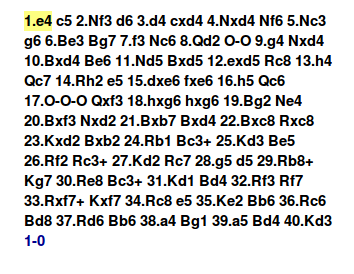 1.e4 c5 2.Nf3 d6 3.d4 cxd4 4.Nxd4 Nf6 5.Nc3
g6 6.Be3 Bg7 7.f3 Nc6 8.Qd2 O-O 9.g4 Nxd4
10.Bxd4 Be6 11.Nd5 Bxd5 12.exd5 Rc8 13.h4
Qc7 14.Rh2 e5 15.dxe6 fxe6 16.h5 Qc6
17.O-O-O Qxf3 18.hxg6 hxg6 19.Bg2 Ne4
20.Bxf3 Nxd2 21.Bxb7 Bxd4 22.Bxc8 Rxc8
23.Kxd2 Bxb2 24.Rb1 Bc3+ 25.Kd3 Be5
26.Rf2 Rc3+ 27.Kd2 Rc7 28.g5 d5 29.Rb8+
Kg7 30.Re8 Bc3+ 31.Kd1 Bd4 32.Rf3 Rf7
33.Rxf7+ Kxf7 34.Rc8 e5 35.Ke2 Bb6 36.Rc6
Bd8 37.Rd6 Bb6 38.a4 Bg1 39.a5 Bd4 40.Kd3
1-0